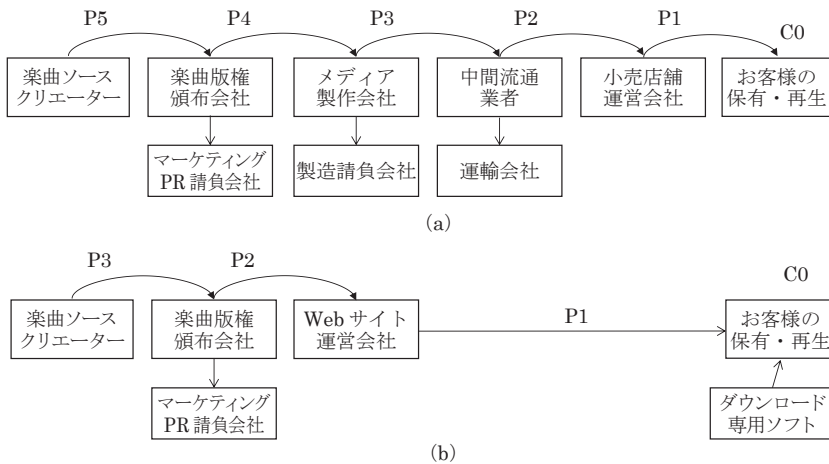 P5
P4
P3
P2
P1
C0
楽曲ソース
クリエーター
楽曲版権
頒布会社
メディア
製作会社
中間流通
業者
小売店舗
運営会社
お客様の
保有・再生
マーケティング
PR 請負会社
製造請負会社
運輸会社
(a)
P3
P2
C0
P1
楽曲ソース
クリエーター
楽曲版権
頒布会社
Web サイト
運営会社
お客様の
保有・再生
マーケティング
PR 請負会社
ダウンロード
専用ソフト
(b)